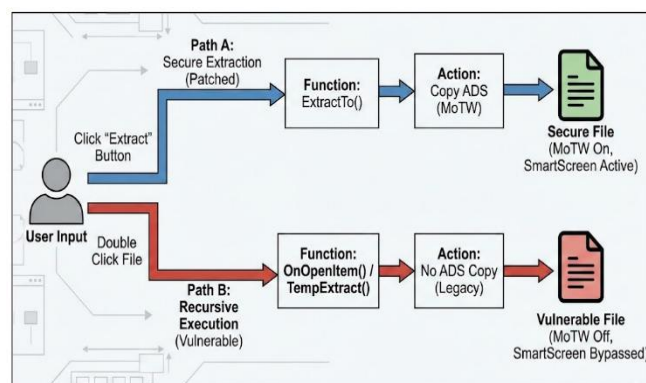 Path A:
Secure Extraction
(Patched)
Click “Extract”
Button
Function:
ExtractTo()
Action:
Copy ADS
(MoTW)
Secure File
(MoTW On,
SmartScreen Active)
User Input
Double
Click File
Path B:
Recursive
Execution
(Vulnerable)
Function:
OnOpenItem() /
TempExtract()
Action:
No ADS Copy
(Legacy)
Vulnerable File
(MoTW Off,
SmartScreen Bypassed)